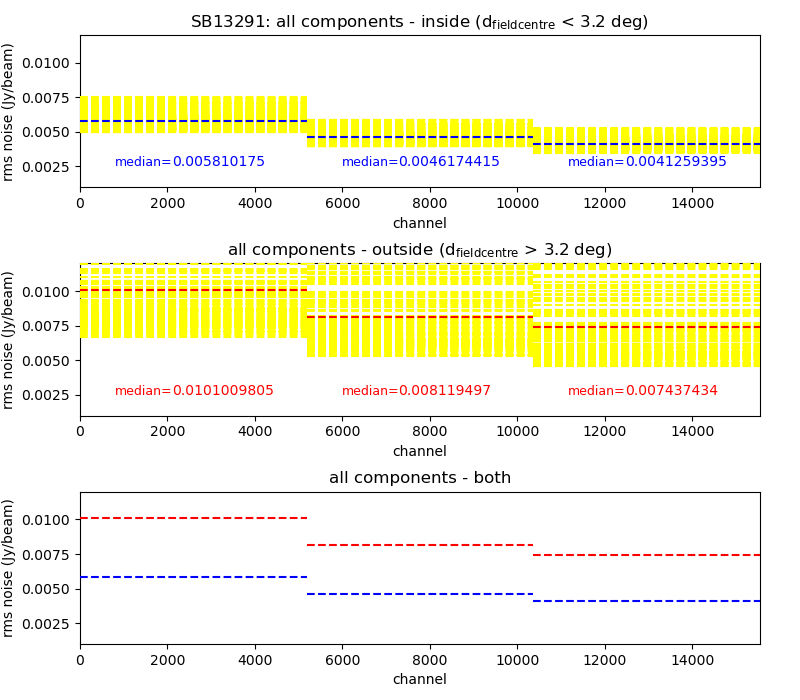 SB13291: all components - inside (d_fieldcentre < 3.2 deg)
rms noise (Jy/beam)
0.0100
0.0075
0.0050
0.0025
median=0.005810175 median=0.0046174415 median=0.0041259395
0 2000 4000 6000 8000 10000 12000 14000
channel
all components - outside (d_fieldcentre > 3.2 deg)
rms noise (Jy/beam)
0.0100
0.0075
0.0050
0.0025
median=0.0101009805 median=0.008119497 median=0.007437434
0 2000 4000 6000 8000 10000 12000 14000
channel
all components - both
rms noise (Jy/beam)
0.0100
0.0075
0.0050
0.0025
0 2000 4000 6000 8000 10000 12000 14000
channel